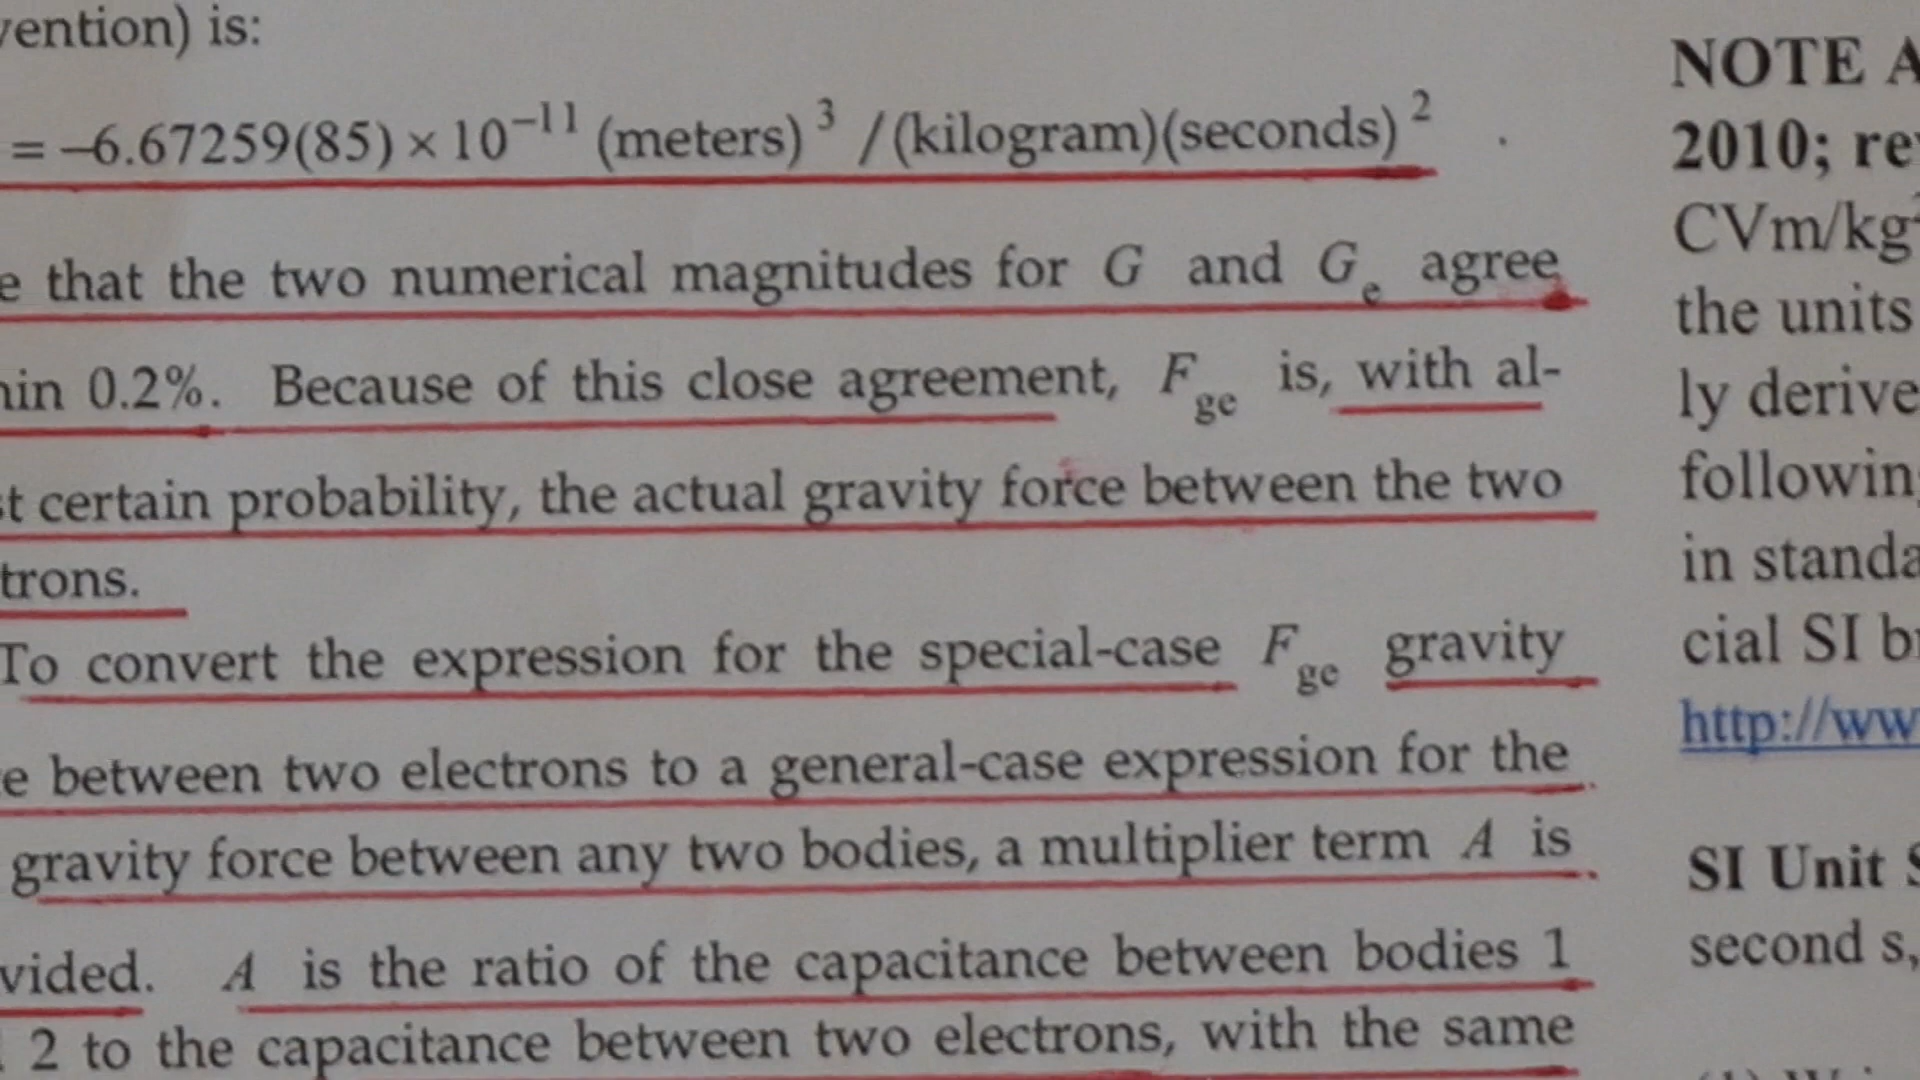 vention) is:
= –6.67259(85) × 10⁻¹¹ (meters)³ /(kilogram)(seconds)² .
e that the two numerical magnitudes for G and Gₑ agree
hin 0.2%. Because of this close agreement, F_ge is, with al-
st certain probability, the actual gravity force between the two
trons.
To convert the expression for the special-case F_ge gravity
e between two electrons to a general-case expression for the
gravity force between any two bodies, a multiplier term A is
vided. A is the ratio of the capacitance between bodies 1
2 to the capacitance between two electrons, with the same
NOTE A
2010; re
CVm/kg²
the units
ly derive
following
in standa
cial SI b
http://ww
SI Unit S
second s,